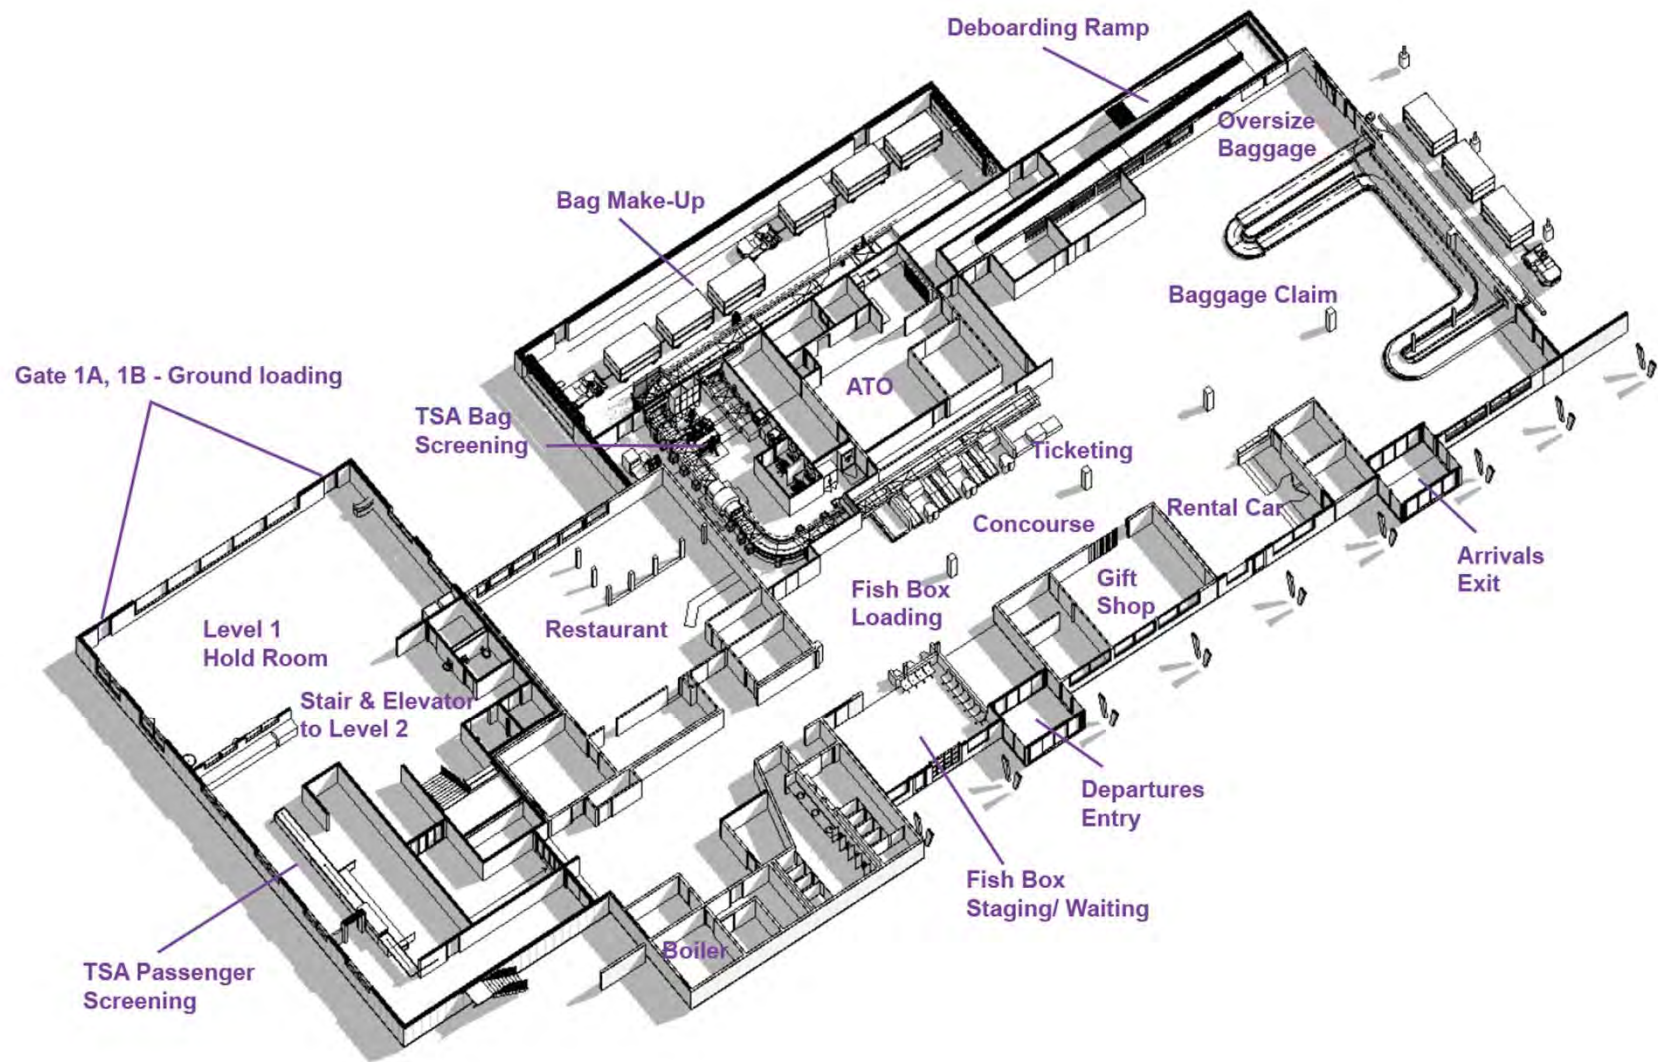 Deboarding Ramp
Oversize
Baggage
Bag Make-Up
Baggage Claim
Gate 1A, 1B - Ground loading
ATO
TSA Bag
Screening
Ticketing
Rental Car
Concourse
Arrivals
Exit
Gift
Shop
Fish Box
Loading
Level 1
Hold Room
Restaurant
Stair & Elevator
to Level 2
Departures
Entry
Fish Box
Staging/ Waiting
Boiler
TSA Passenger
Screening